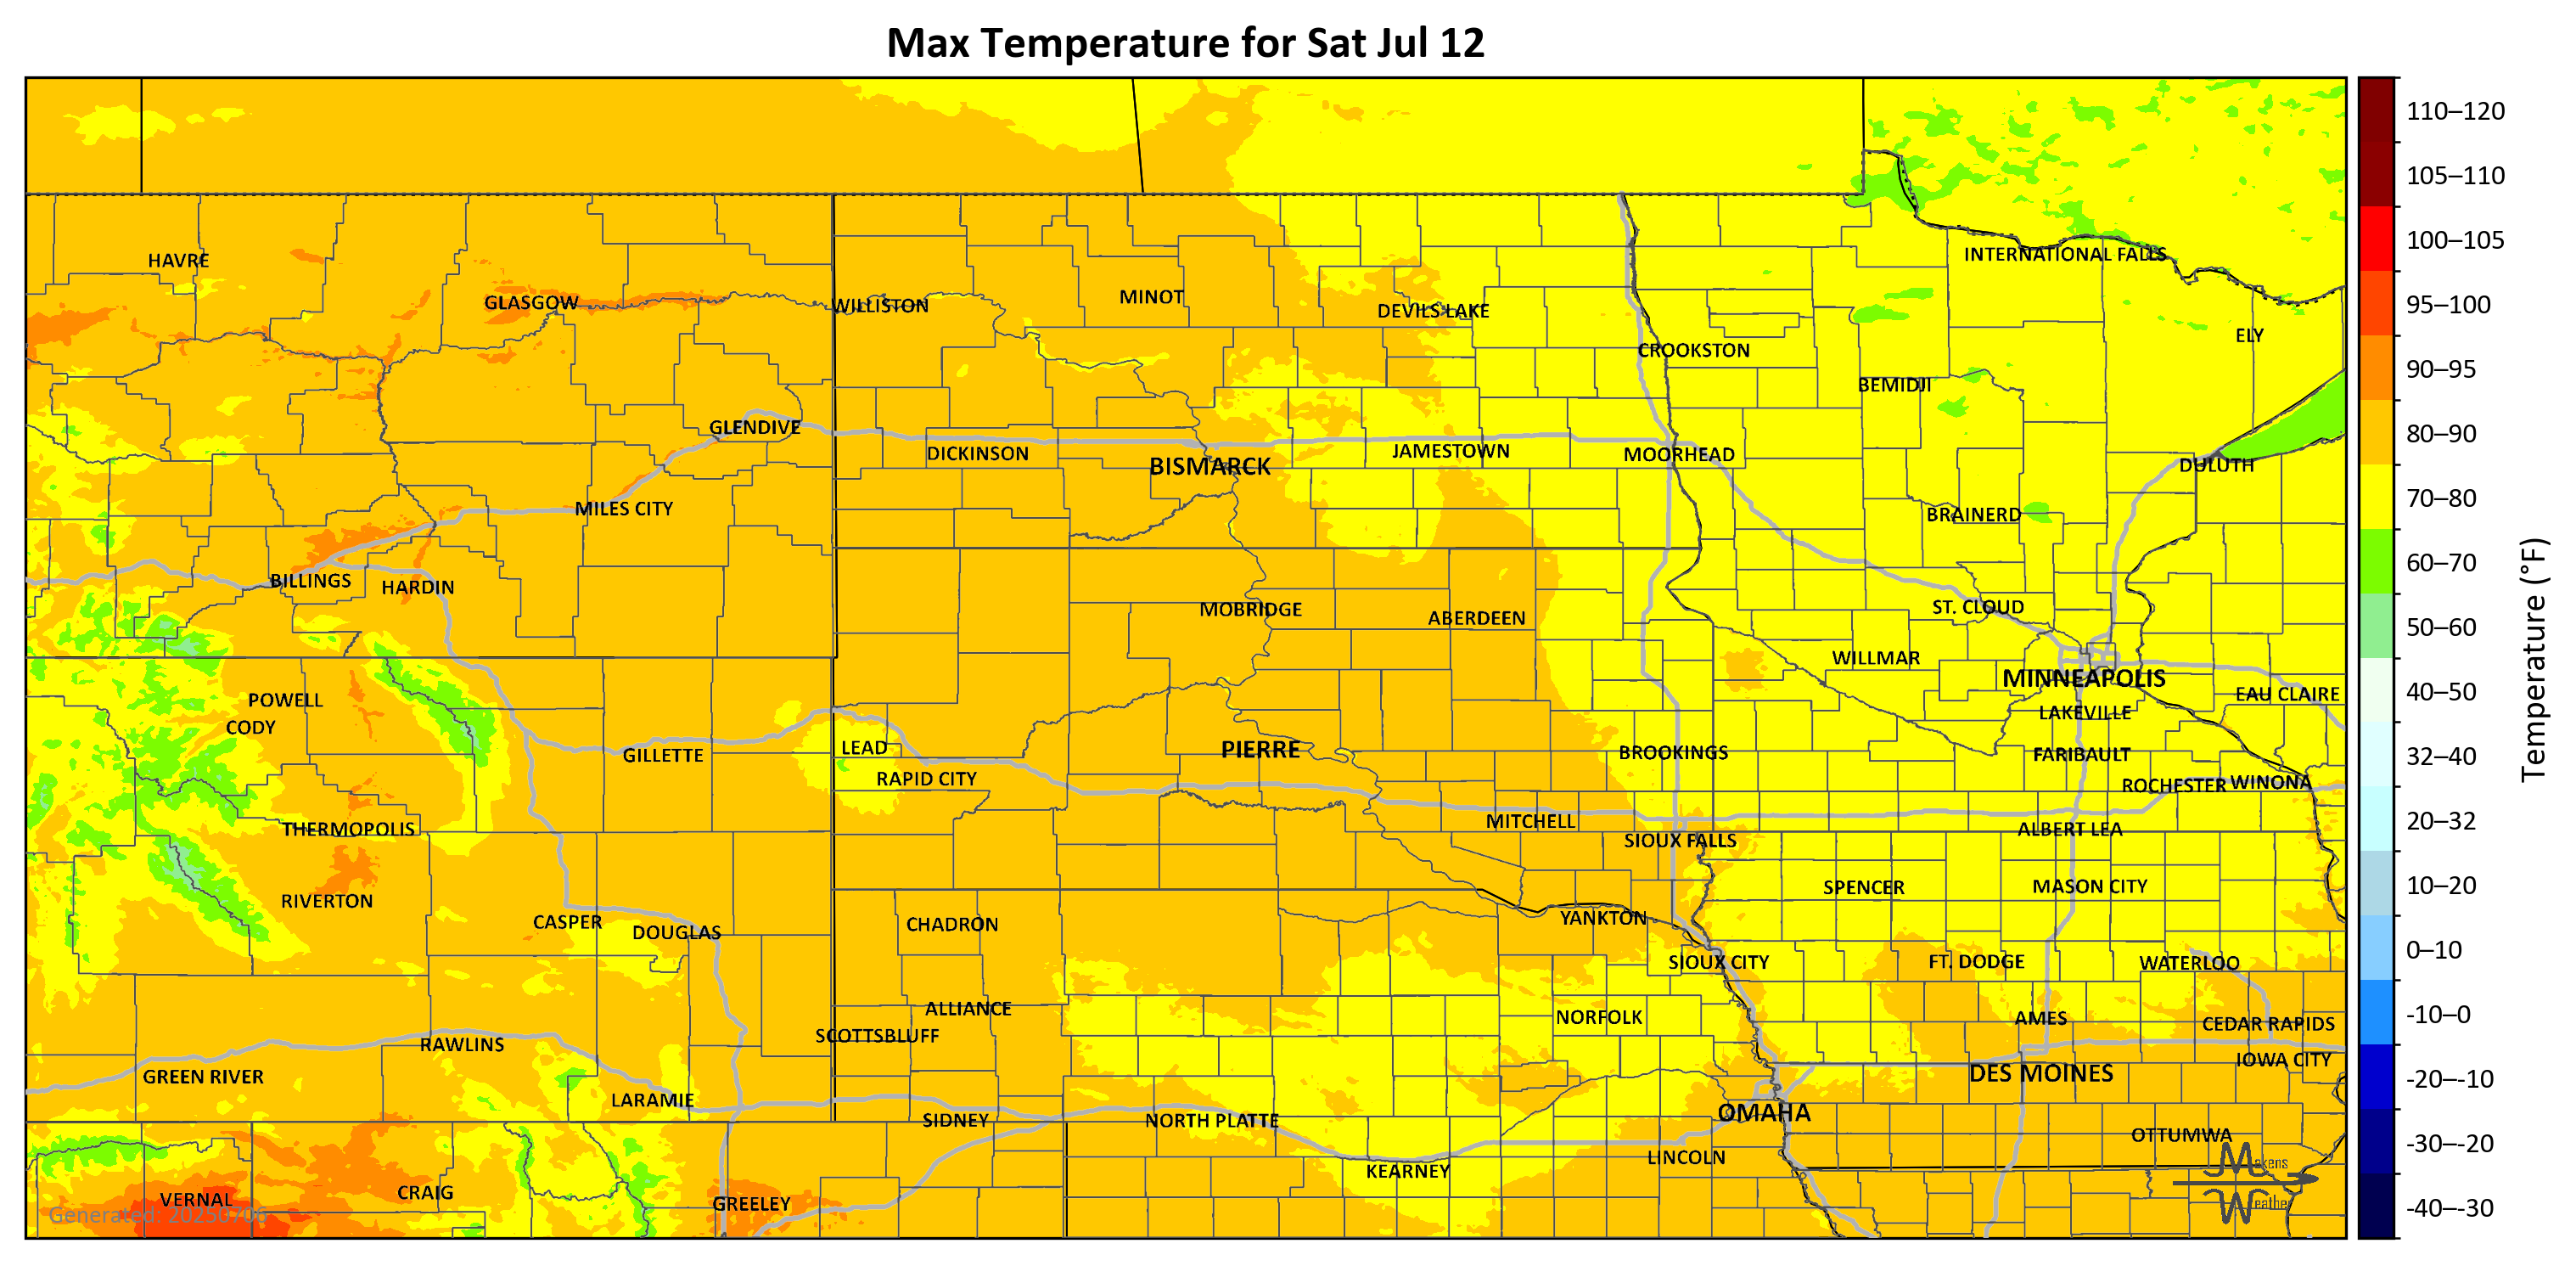 Max Temperature for Sat Jul 12
HAVRE
GLASGOW
WILLISTON
MINOT
DEVILS LAKE
INTERNATIONAL FALLS
ELY
CROOKSTON
BEMIDJI
GLENDIVE
DICKINSON
BISMARCK
JAMESTOWN
MOORHEAD
DULUTH
MILES CITY
BRAINERD
BILLINGS
HARDIN
MOBRIDGE
ABERDEEN
ST. CLOUD
WILLMAR
MINNEAPOLIS
EAU CLAIRE
POWELL
CODY
LAKEVILLE
GILLETTE
LEAD
RAPID CITY
PIERRE
BROOKINGS
FARIBAULT
ROCHESTER
WINONA
THERMOPOLIS
MITCHELL
SIOUX FALLS
ALBERT LEA
RIVERTON
SPENCER
MASON CITY
CASPER
DOUGLAS
CHADRON
YANKTON
SIOUX CITY
FT. DODGE
WATERLOO
ALLIANCE
NORFOLK
AMES
CEDAR RAPIDS
SCOTTSBLUFF
RAWLINS
IOWA CITY
GREEN RIVER
DES MOINES
LARAMIE
SIDNEY
NORTH PLATTE
OMAHA
OTTUMWA
KEARNEY
LINCOLN
VERNAL
CRAIG
GREELEY
Generated: 20250706
Makens
Weather
110–120
105–110
100–105
95–100
90–95
80–90
70–80
60–70
50–60
40–50
32–40
20–32
10–20
0–10
-10–0
-20–-10
-30–-20
-40–-30
Temperature (°F)